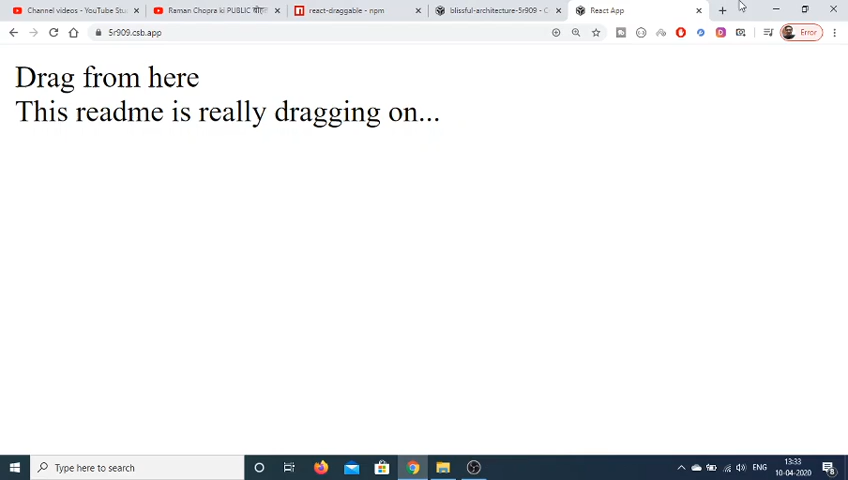 Channel videos - YouTube Stu
Raman Chopra ki PUBLIC
react-draggable - npm
blissful-architecture-5r909 - C
React App
5r909.csb.app
Error
Drag from here
This readme is really dragging on...
Type here to search
ENG
13:33
10-04-2020
8